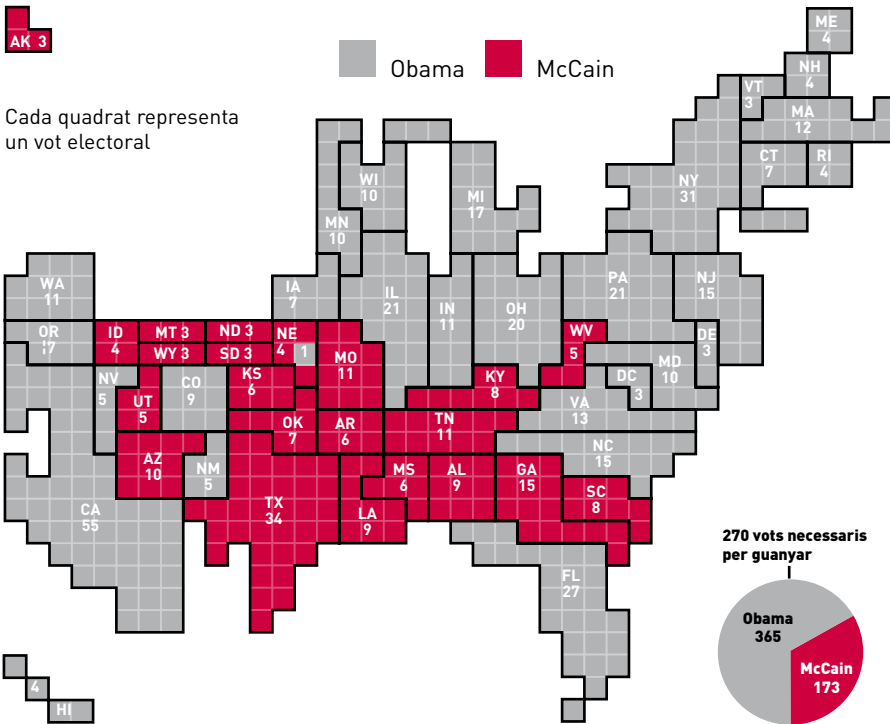 AK 3
Obama
McCain
Cada quadrat representa
un vot electoral
ME
4
NH
4
VT
3
MA
12
CT
7
RI
4
NY
31
WI
10
MI
17
MN
10
WA
11
IA
7
IL
21
IN
11
OH
20
PA
21
NJ
15
OR
7
ID
4
MT 3
ND 3
NE
4
1
WY 3
SD 3
MO
11
WV
5
DE
3
MD
10
DC
3
NV
5
UT
5
CO
9
KS
6
KY
8
VA
13
OK
7
AR
6
TN
11
NC
15
AZ
10
NM
5
TX
34
MS
6
AL
9
GA
15
SC
8
LA
9
CA
55
FL
27
4
HI
270 vots necessaris
per guanyar
Obama
365
McCain
173